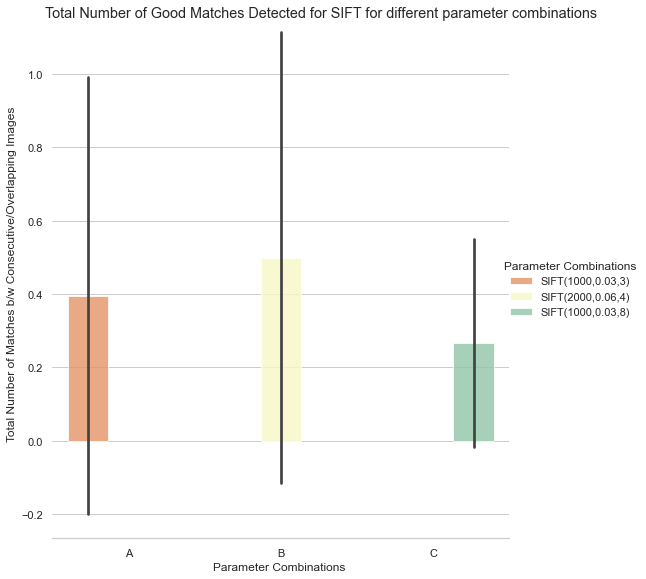 Total Number of Good Matches Detected for SIFT for different parameter combinations
Total Number of Matches b/w Consecutive/Overlapping Images
1.0
0.8
0.6
0.4
0.2
0.0
−0.2
A
B
C
Parameter Combinations
Parameter Combinations
SIFT(1000,0.03,3)
SIFT(2000,0.06,4)
SIFT(1000,0.03,8)